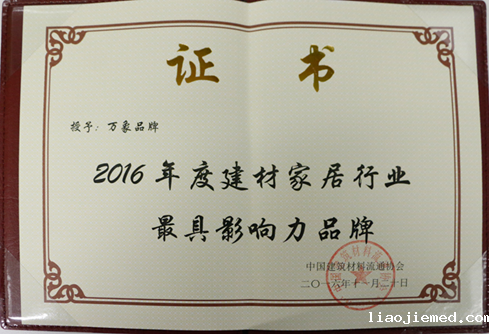 证 书
授予：万象品牌
2016年度建材家居行业
最具影响力品牌
中国建筑材料流通协会
二〇一六年十一月二十日
liaojiemed.com